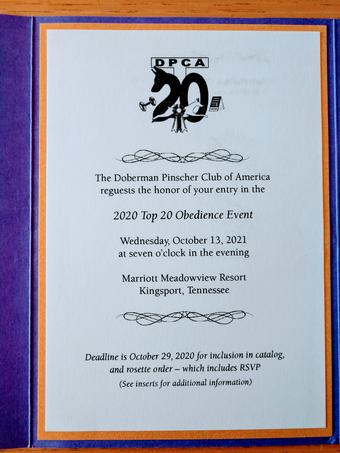 DPCA
20
The Doberman Pinscher Club of America
reguests the honor of your entry in the
2020 Top 20 Obedience Event
Wednesday, October 13, 2021
at seven o'clock in the evening
Marriott Meadowview Resort
Kingsport, Tennessee
Deadline is October 29, 2020 for inclusion in catalog,
and rosette order – which includes RSVP
(See inserts for additional information)